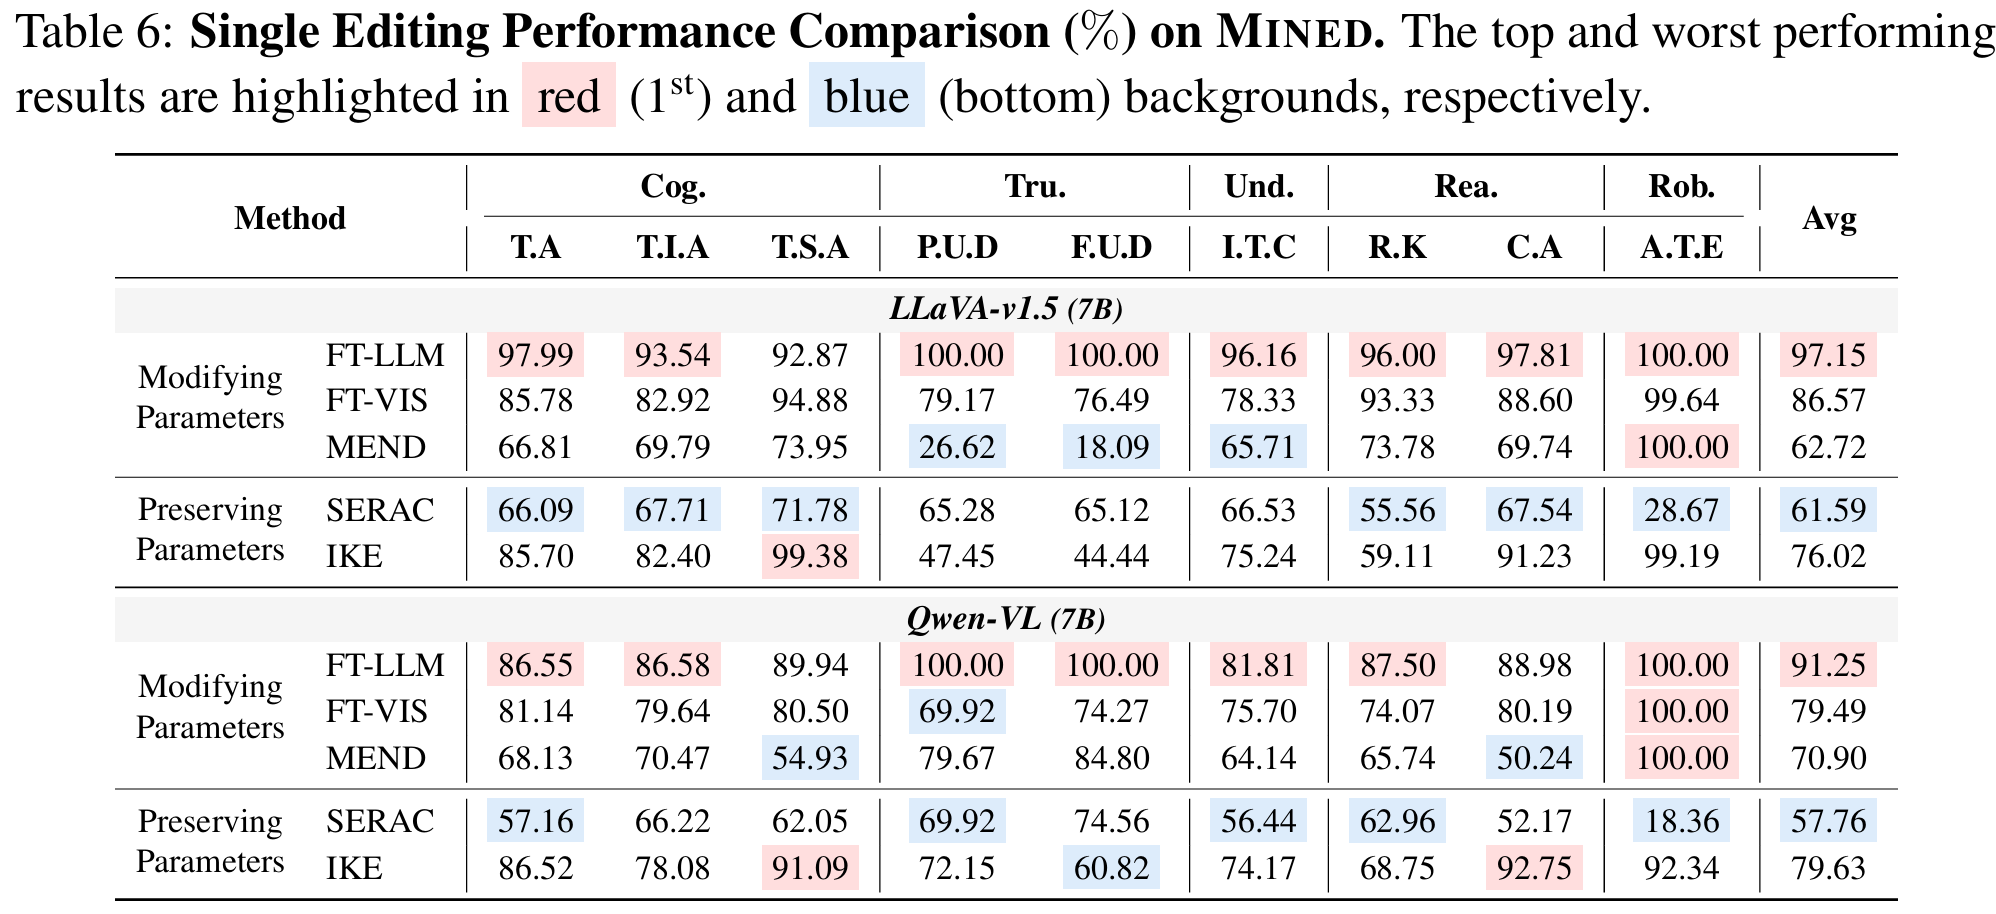 Table 6: Single Editing Performance Comparison (%) on MINED. The top and worst performing
results are highlighted in red (1st) and blue (bottom) backgrounds, respectively.
Method Cog. Tru. Und. Rea. Rob. Avg
T.A T.I.A T.S.A P.U.D F.U.D I.T.C R.K C.A A.T.E
LLaVA-v1.5 (7B)
Modifying Parameters
FT-LLM 97.99 93.54 92.87 100.00 100.00 96.16 96.00 97.81 100.00 97.15
FT-VIS 85.78 82.92 94.88 79.17 76.49 78.33 93.33 88.60 99.64 86.57
MEND 66.81 69.79 73.95 26.62 18.09 65.71 73.78 69.74 100.00 62.72
Preserving Parameters
SERAC 66.09 67.71 71.78 65.28 65.12 66.53 55.56 67.54 28.67 61.59
IKE 85.70 82.40 99.38 47.45 44.44 75.24 59.11 91.23 99.19 76.02
Qwen-VL (7B)
Modifying Parameters
FT-LLM 86.55 86.58 89.94 100.00 100.00 81.81 87.50 88.98 100.00 91.25
FT-VIS 81.14 79.64 80.50 69.92 74.27 75.70 74.07 80.19 100.00 79.49
MEND 68.13 70.47 54.93 79.67 84.80 64.14 65.74 50.24 100.00 70.90
Preserving Parameters
SERAC 57.16 66.22 62.05 69.92 74.56 56.44 62.96 52.17 18.36 57.76
IKE 86.52 78.08 91.09 72.15 60.82 74.17 68.75 92.75 92.34 79.63